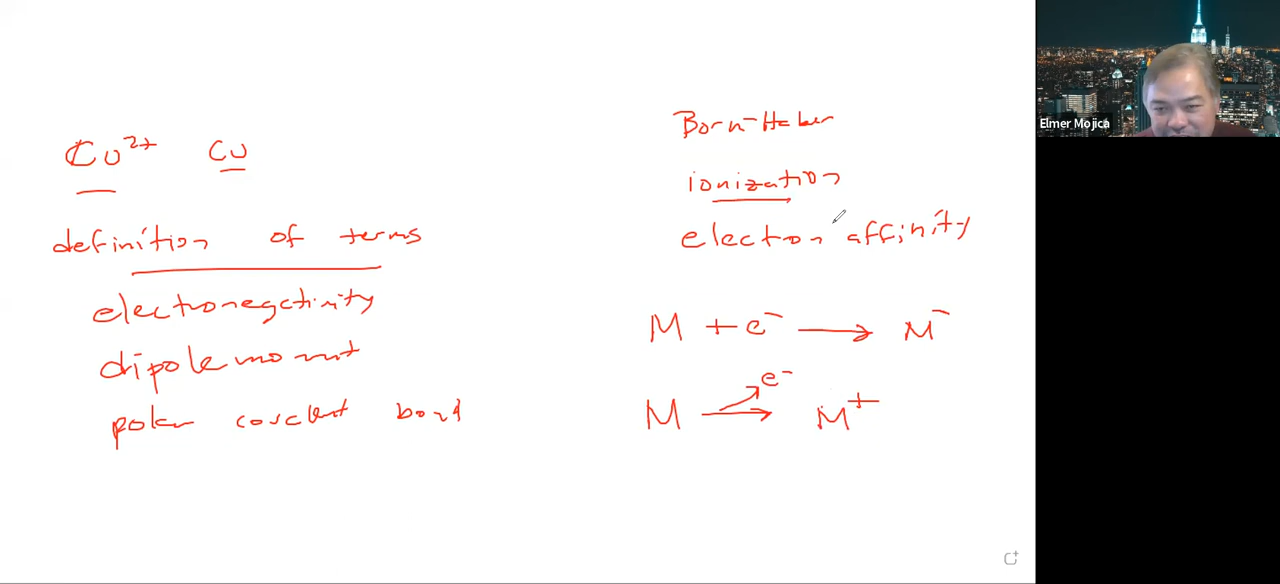 Cu²⁺ Cu
definition of terms
electronegativity
dipole moment
polar covalent bond
Born-Haber
ionization
electron affinity
M + e⁻ → M⁻
e⁻
M → M⁺
Elmer Mojica